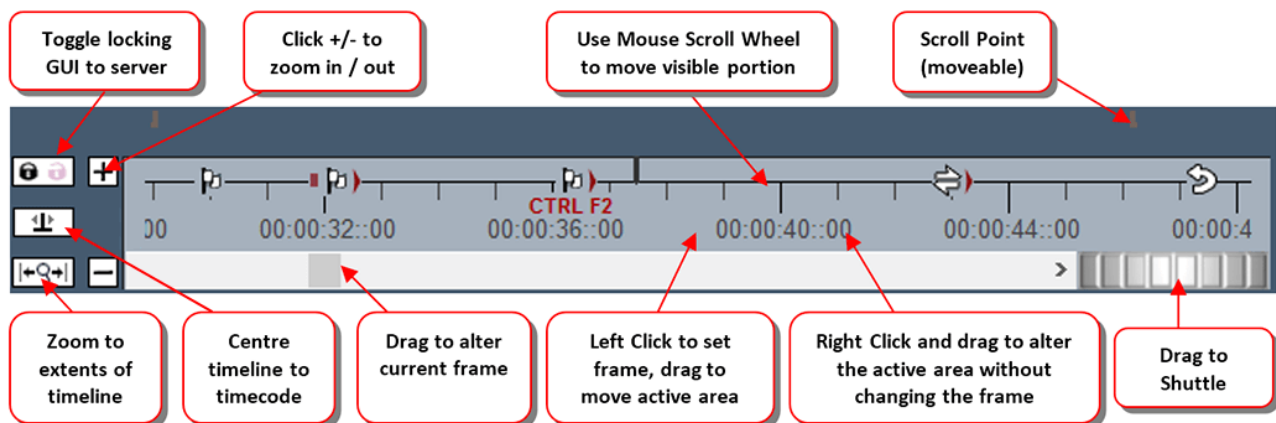 Toggle locking
GUI to server
Click +/- to
zoom in / out
Use Mouse Scroll Wheel
to move visible portion
Scroll Point
(moveable)
CTRL F2
00
00:00:32::00
00:00:36::00
00:00:40::00
00:00:44::00
00:00:4
Zoom to
extents of
timeline
Centre
timeline to
timecode
Drag to alter
current frame
Left Click to set
frame, drag to
move active area
Right Click and drag to alter
the active area without
changing the frame
Drag to
Shuttle